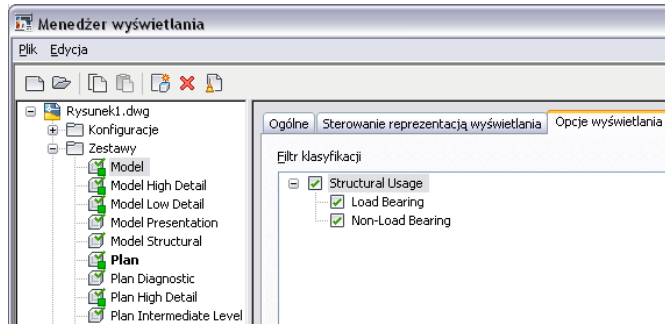 Menedżer wyświetlania
Plik Edycja
Rysunek1.dwg
Konfiguracje
Zestawy
Model
Model High Detail
Model Low Detail
Model Presentation
Model Structural
Plan
Plan Diagnostic
Plan High Detail
Plan Intermediate Level
Ogólne Sterowanie reprezentacją wyświetlania Opcje wyświetlania
Filtr klasyfikacji
Structural Usage
Load Bearing
Non-Load Bearing